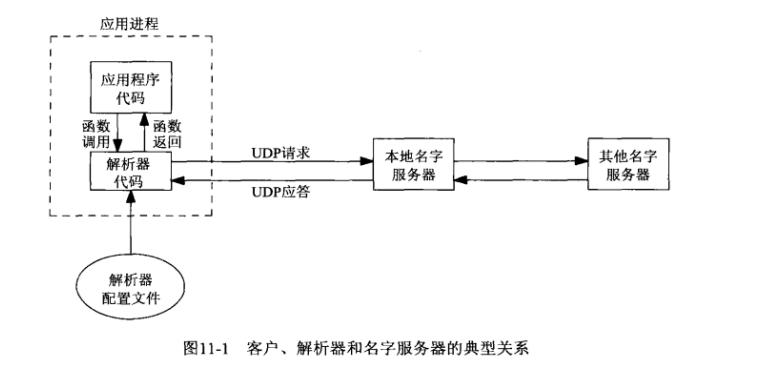 应用进程
应用程序
代码
函数
调用
函数
返回
解析器
代码
UDP请求
UDP应答
本地名字
服务器
其他名字
服务器
解析器
配置文件
图11-1 客户、解析器和名字服务器的典型关系